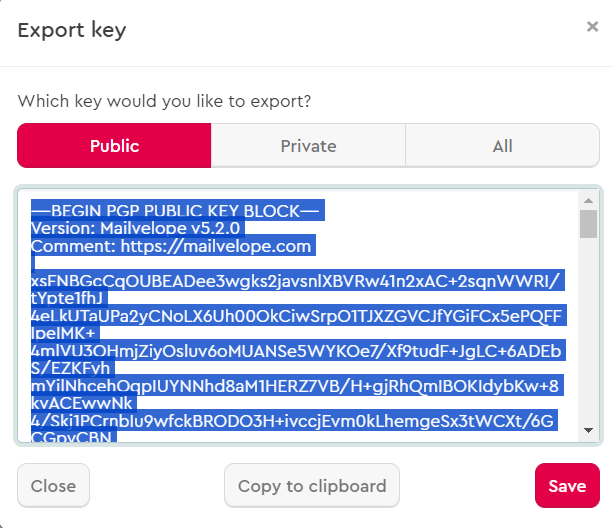 Export key
×
Which key would you like to export?
Public
Private
All
—BEGIN PGP PUBLIC KEY BLOCK—
Version: Mailvelope v5.2.0
Comment: https://mailvelope.com
xsFNBGcCqOUBEADee3wgks2javsnlXBVRw41n2xAC+2sqnWWRI/
tYpte1fhJ
4eLkUTaUPa2yCNoLX6Uh00OkCiwSrpO1TJXZGVCJfYGiFCx5ePQFF
IpeIMK+
4mlVU3OHmjZiyOsluv6oMUANSe5WYKOe7/Xf9tudF+JgLC+6ADEb
S/EZKFvh
mYilNhcehOqpIUYNNhd8aM1HERZ7VB/H+gjRhQmIBOKIdybKw+8
kvACEwwNk
4/Ski1PCrnblu9wfckBRODO3H+ivccjEvm0kLhemgeSx3tWCXt/6G
CGpvCBN
Close
Copy to clipboard
Save